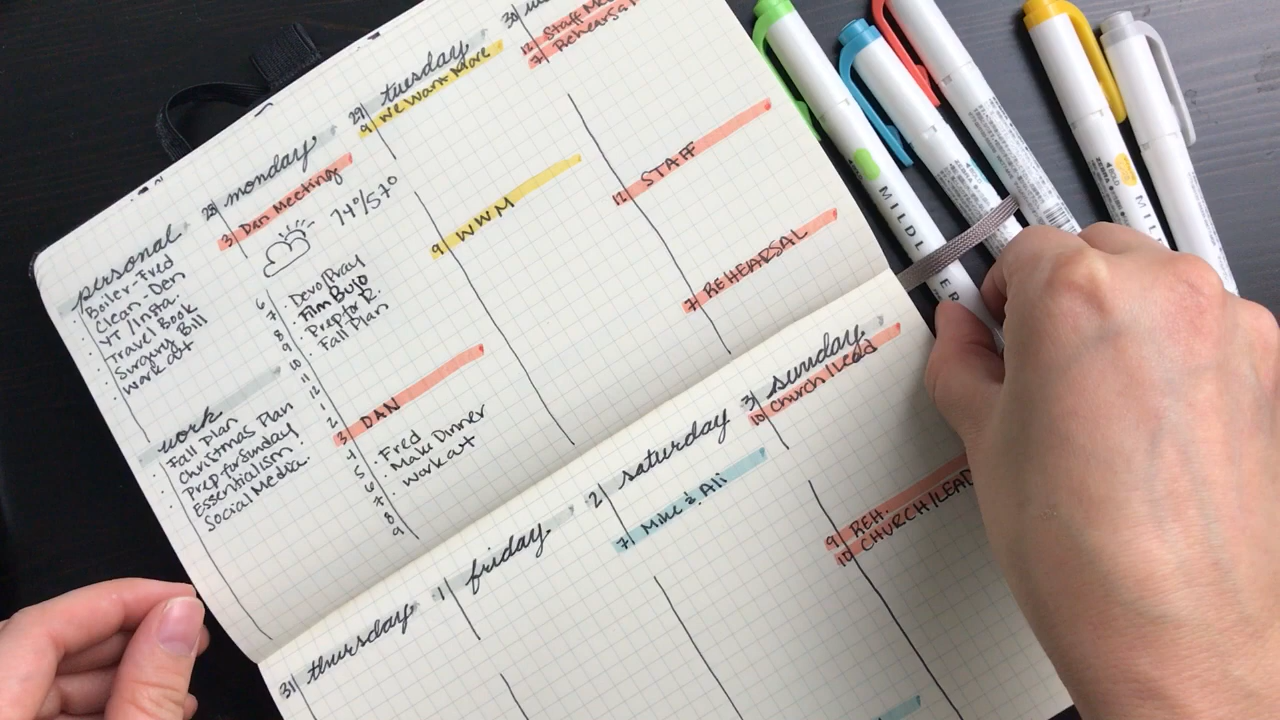 personal
· Boiler-Fred
· Clean-Den
· YT/Insta.
· Travel Book
· Surgery Bill
· Work out
work
· Fall Plan
· Christmas Plan
· Prep for Sunday
· Essentialism
· Social Media
28 monday
3 Dan Meeting
74°/57°
6
7
8
9
10
11
12
1
2
3 DAN
4
5
6
7
8
9
· Devo/Pray
· Film Bujo
· Prep for R.
· Fall Plan
· Fred
· Make Dinner
· Work out
29 tuesday
9 We Want More
9 WWM
30
12 Staff
7 Rehearsal
12 STAFF
7 REHEARSAL
31 thursday
1 friday
2 saturday
7 Mike & Ali
3 sunday
10 Church/Lead
9 REH.
10 CHURCH/LEAD
MILDL
MIL